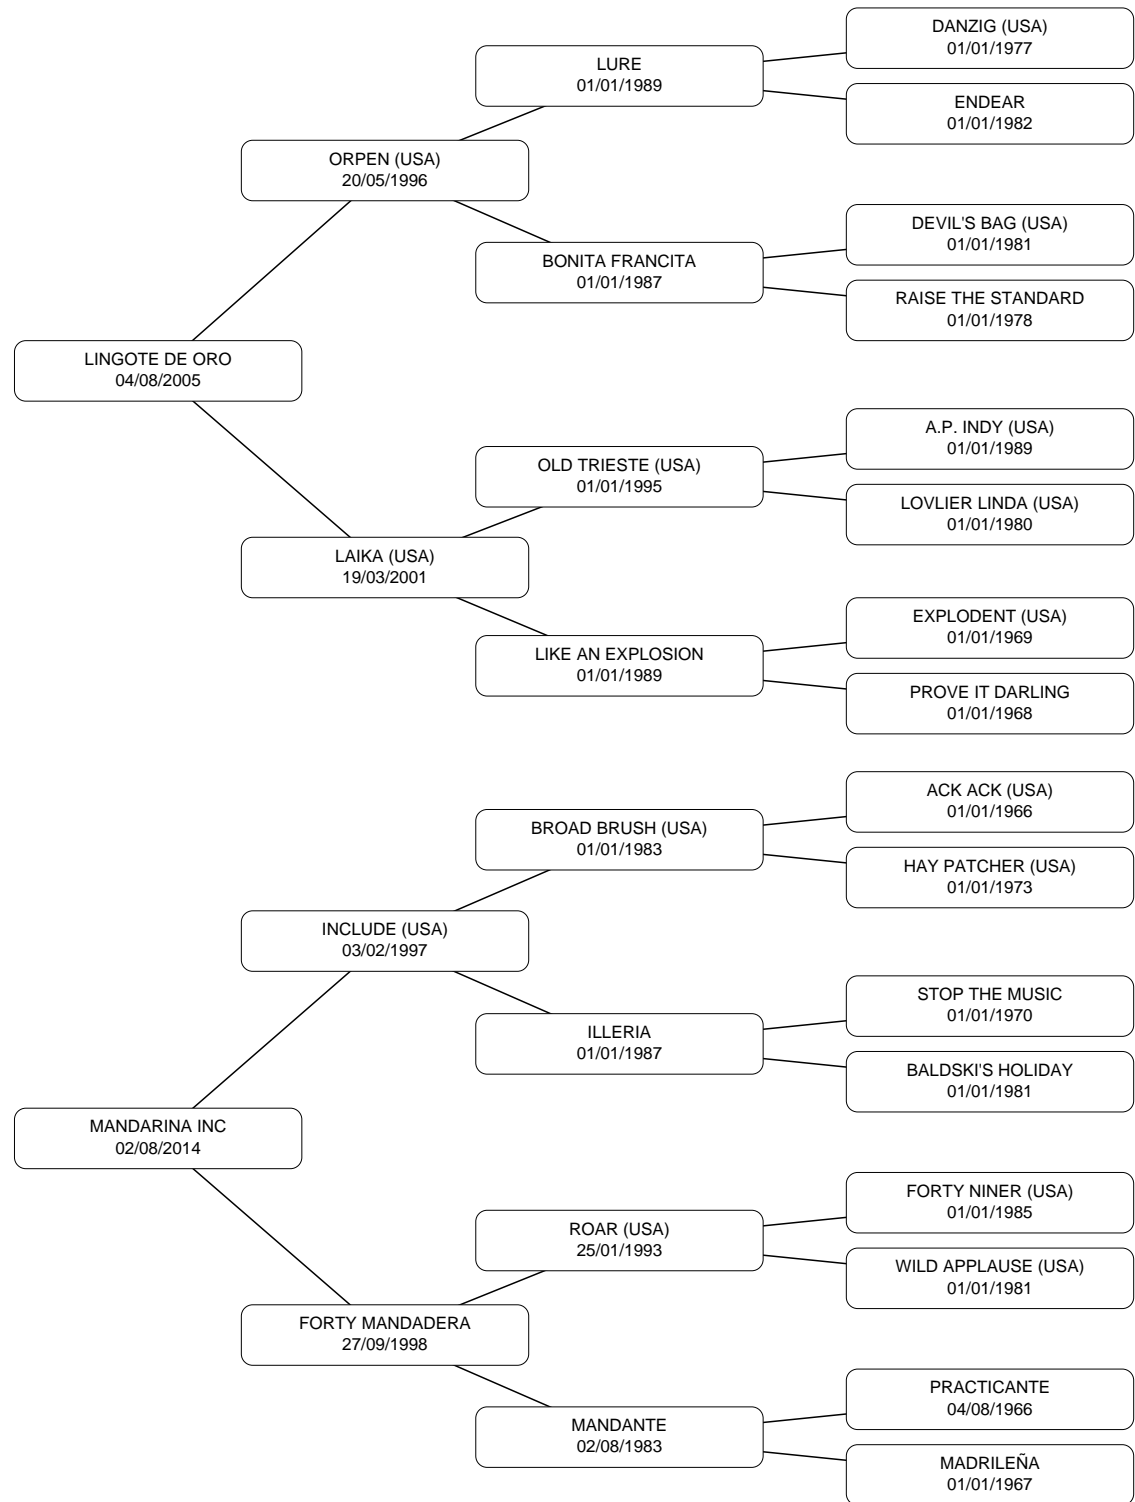 DANZIG (USA)
01/01/1977
LURE
01/01/1989
ENDEAR
01/01/1982
ORPEN (USA)
20/05/1996
DEVIL'S BAG (USA)
01/01/1981
BONITA FRANCITA
01/01/1987
RAISE THE STANDARD
01/01/1978
LINGOTE DE ORO
04/08/2005
A.P. INDY (USA)
01/01/1989
OLD TRIESTE (USA)
01/01/1995
LOVLIER LINDA (USA)
01/01/1980
LAIKA (USA)
19/03/2001
EXPLODENT (USA)
01/01/1969
LIKE AN EXPLOSION
01/01/1989
PROVE IT DARLING
01/01/1968
ACK ACK (USA)
01/01/1966
BROAD BRUSH (USA)
01/01/1983
HAY PATCHER (USA)
01/01/1973
INCLUDE (USA)
03/02/1997
STOP THE MUSIC
01/01/1970
ILLERIA
01/01/1987
BALDSKI'S HOLIDAY
01/01/1981
MANDARINA INC
02/08/2014
FORTY NINER (USA)
01/01/1985
ROAR (USA)
25/01/1993
WILD APPLAUSE (USA)
01/01/1981
FORTY MANDADERA
27/09/1998
PRACTICANTE
04/08/1966
MANDANTE
02/08/1983
MADRILEÑA
01/01/1967